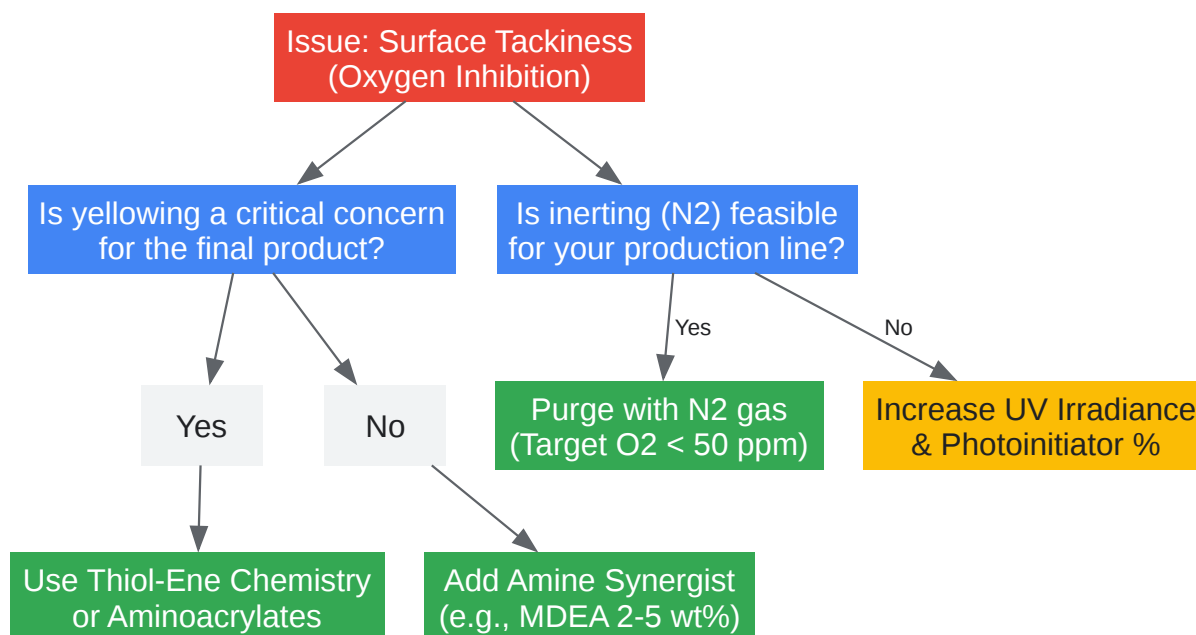 Issue: Surface Tackiness
(Oxygen Inhibition)
Is yellowing a critical concern
for the final product?
Is inerting (N2) feasible
for your production line?
Yes
No
Yes
No
Purge with N2 gas
(Target O2 < 50 ppm)
Increase UV Irradiance
& Photoinitiator %
Use Thiol-Ene Chemistry
or Aminoacrylates
Add Amine Synergist
(e.g., MDEA 2-5 wt%)